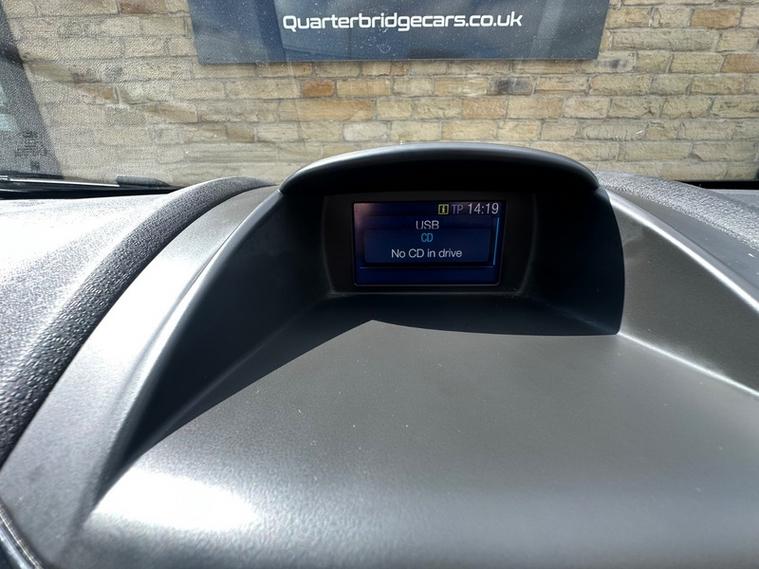 Quarterbridgecars.co.uk
TP 14:19
USB
CD
No CD in drive